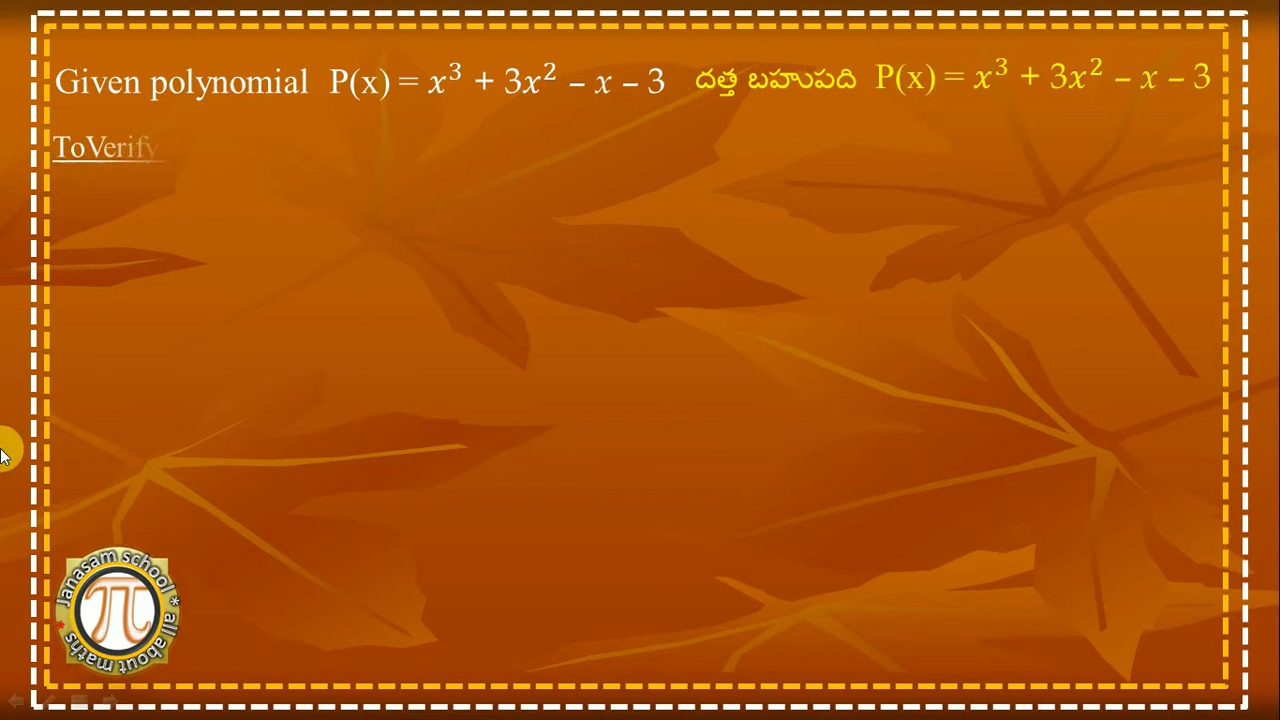 Given polynomial P(x) = x³ + 3x² – x – 3 దత్త బహుపది P(x) = x³ + 3x² – x – 3
ToVerify
Janasam school * all about maths *
π